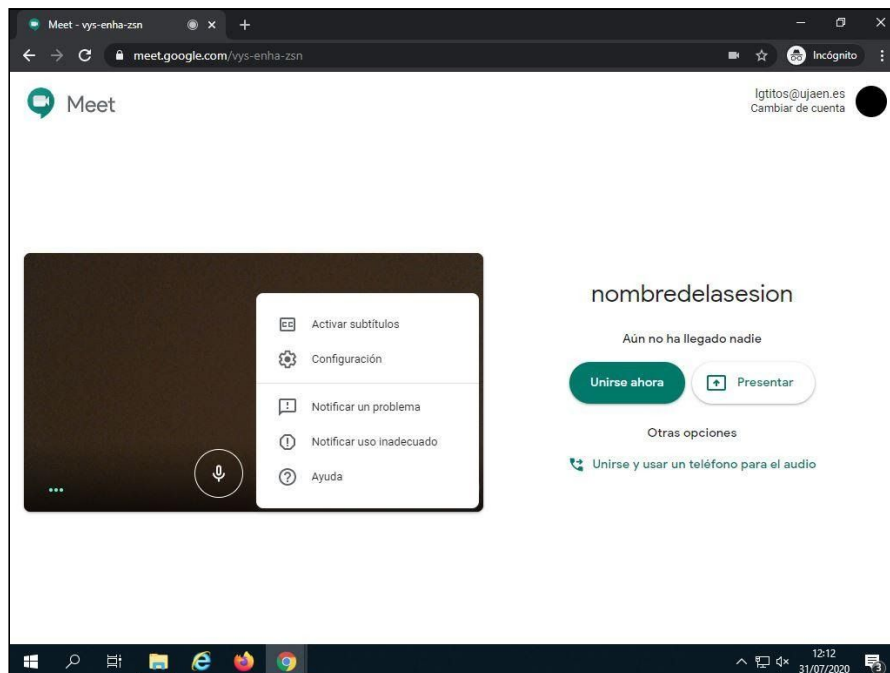 Meet - vys-enha-zsn
meet.google.com/vys-enha-zsn
Incógnito
Meet
lgtitos@ujaen.es
Cambiar de cuenta
Activar subtítulos
Configuración
Notificar un problema
Notificar uso inadecuado
Ayuda
nombredelasesion
Aún no ha llegado nadie
Unirse ahora
Presentar
Otras opciones
Unirse y usar un teléfono para el audio
12:12
31/07/2020
3